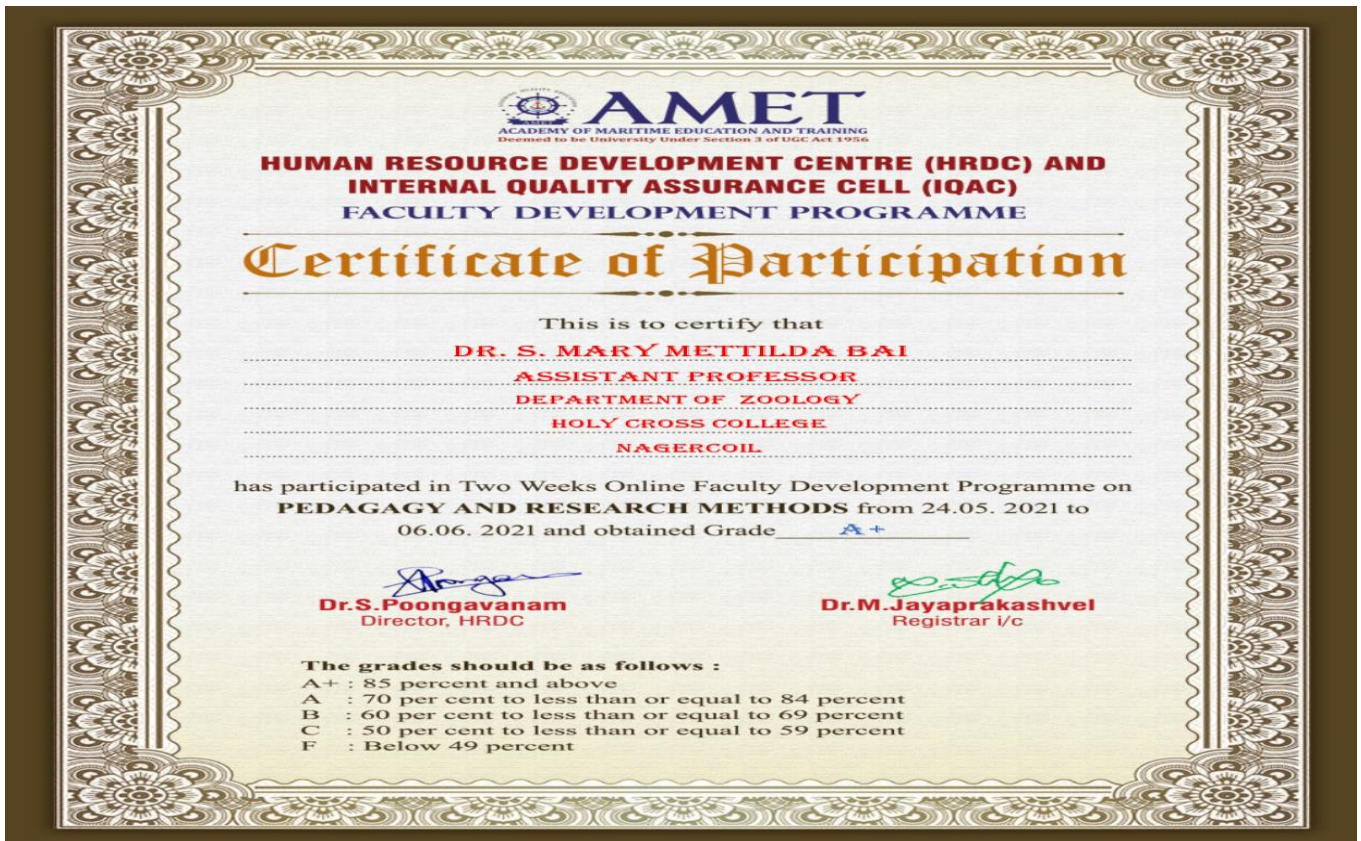 AMET
AMET
ACADEMY OF MARITIME EDUCATION AND TRAINING
Deemed to be University Under Section 3 of UGC Act 1956
HUMAN RESOURCE DEVELOPMENT CENTRE (HRDC) AND
INTERNAL QUALITY ASSURANCE CELL (IQAC)
FACULTY DEVELOPMENT PROGRAMME
Certificate of Participation
This is to certify that
DR. S. MARY METTILDA BAI
ASSISTANT PROFESSOR
DEPARTMENT OF ZOOLOGY
HOLY CROSS COLLEGE
NAGERCOIL
has participated in Two Weeks Online Faculty Development Programme on
PEDAGAGY AND RESEARCH METHODS from 24.05. 2021 to
06.06. 2021 and obtained Grade A+
Dr.S.Poongavanam Dr.M.Jayaprakashvel
Director, HRDC Registrar i/c
The grades should be as follows :
A+ : 85 percent and above
A : 70 per cent to less than or equal to 84 percent
B : 60 per cent to less than or equal to 69 percent
C : 50 per cent to less than or equal to 59 percent
F : Below 49 percent